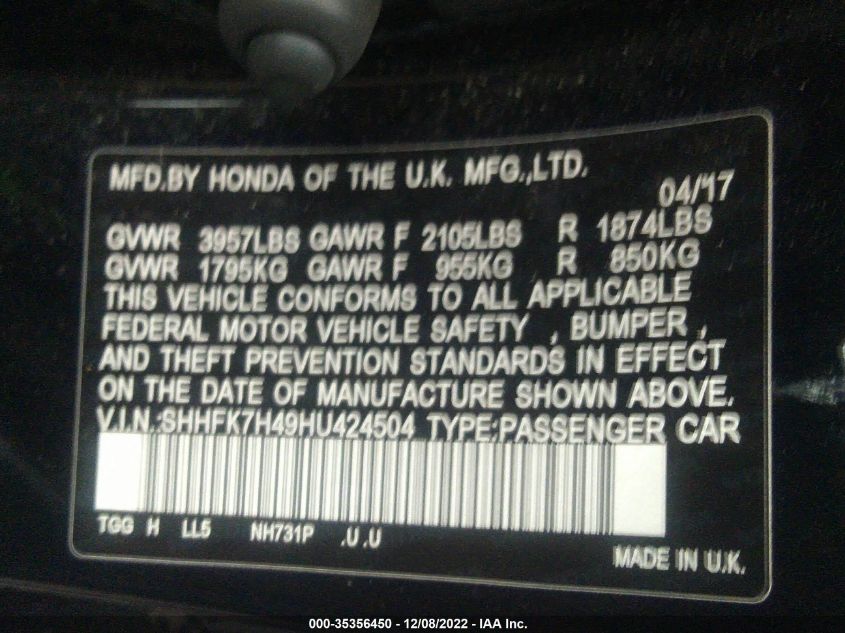 MFD.BY HONDA OF THE U.K. MFG.,LTD.
04/17
GVWR 3957LBS GAWR F 2105LBS R 1874LBS
GVWR 1795KG GAWR F 955KG R 850KG
THIS VEHICLE CONFORMS TO ALL APPLICABLE
FEDERAL MOTOR VEHICLE SAFETY , BUMPER ,
AND THEFT PREVENTION STANDARDS IN EFFECT
ON THE DATE OF MANUFACTURE SHOWN ABOVE.
V.I.N.:SHHFK7H49HU424504 TYPE:PASSENGER CAR
TGG H LL5 NH731P .U .U
MADE IN U.K.
000-35356450 - 12/08/2022 - IAA Inc.